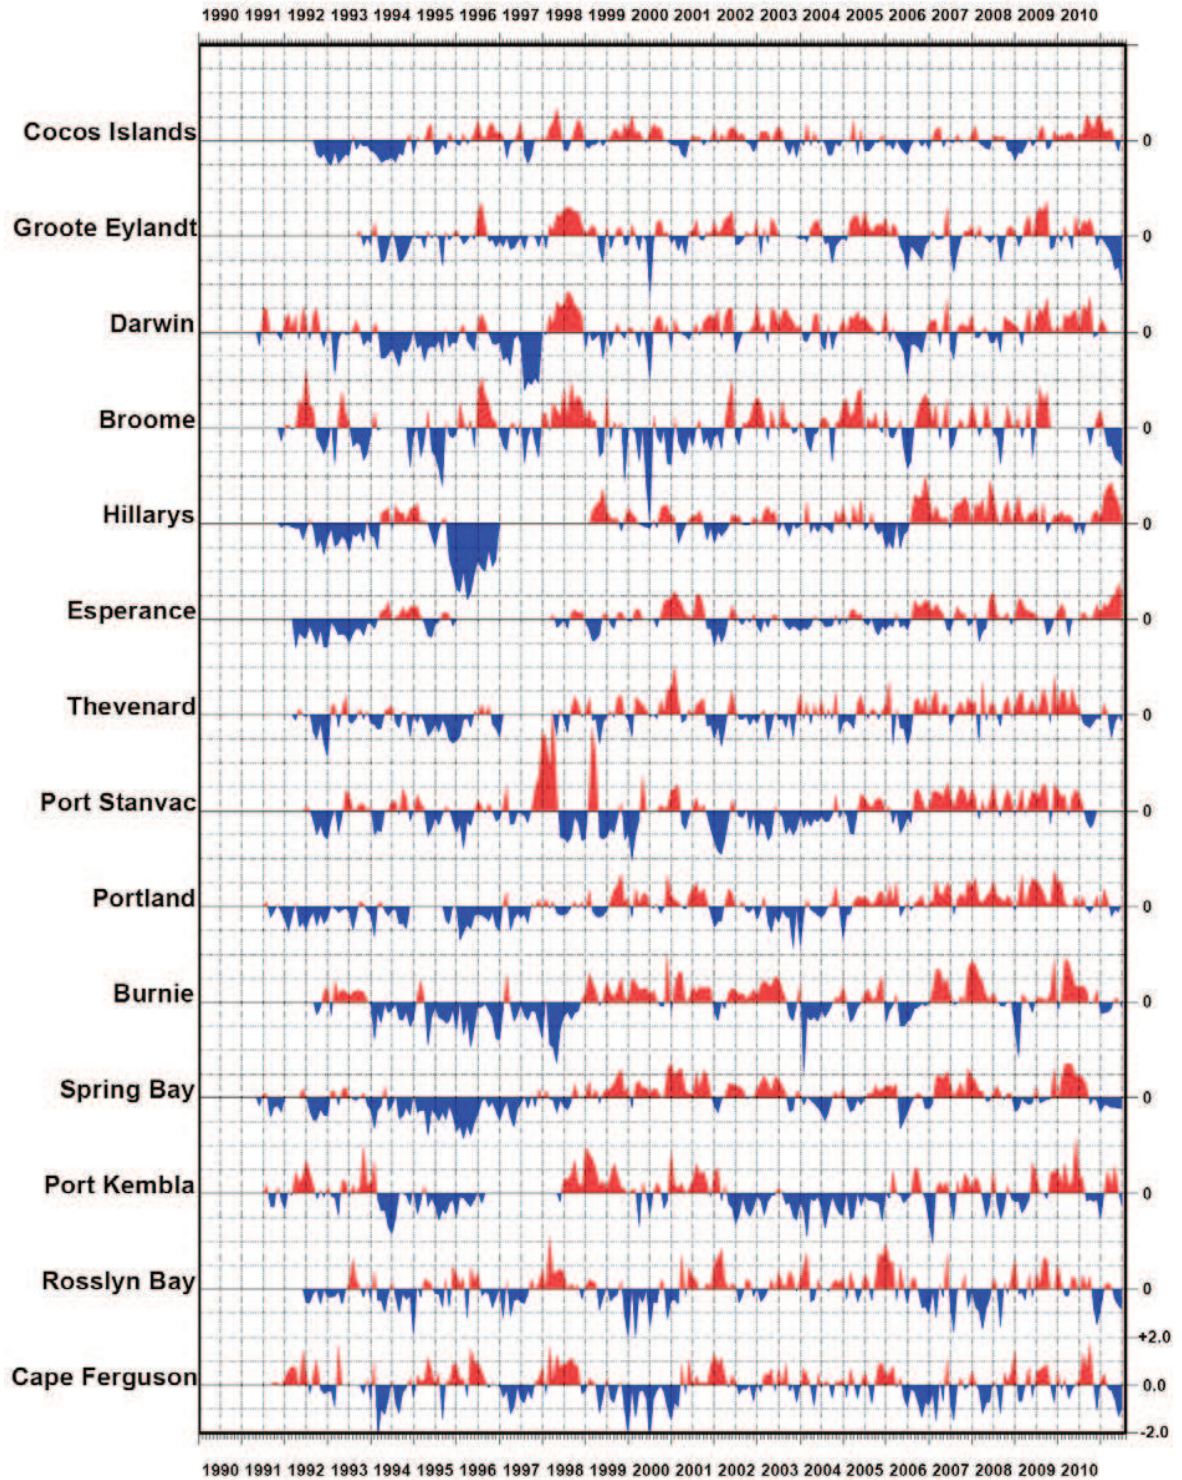 1990 1991 1992 1993 1994 1995 1996 1997 1998 1999 2000 2001 2002 2003 2004 2005 2006 2007 2008 2009 2010
Cocos Islands 0
Groote Eylandt 0
Darwin 0
Broome 0
Hillarys 0
Esperance 0
Thevenard 0
Port Stanvac 0
Portland 0
Burnie 0
Spring Bay 0
Port Kembla 0
Rosslyn Bay 0
+2.0
Cape Ferguson 0.0
-2.0
1990 1991 1992 1993 1994 1995 1996 1997 1998 1999 2000 2001 2002 2003 2004 2005 2006 2007 2008 2009 2010